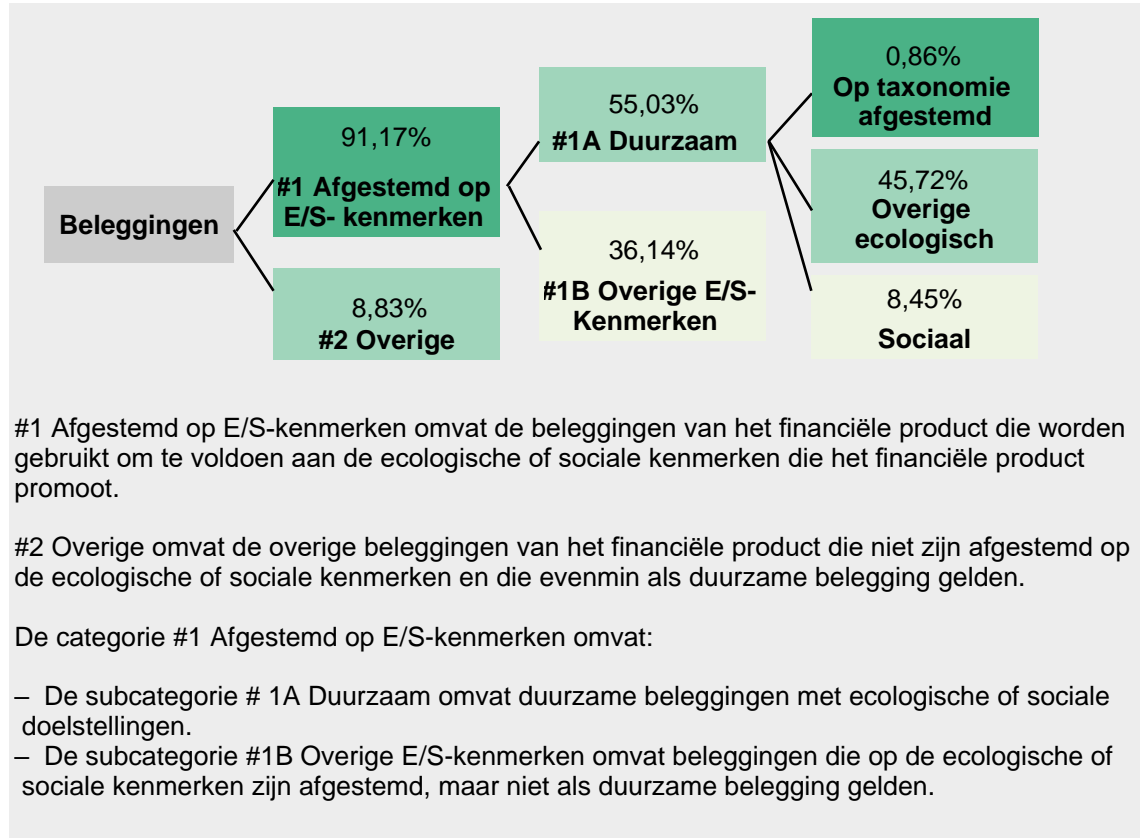 Beleggingen
91,17%
#1 Afgestemd op
E/S- kenmerken
8,83%
#2 Overige
55,03%
#1A Duurzaam
36,14%
#1B Overige E/S-
Kenmerken
0,86%
Op taxonomie
afgestemd
45,72%
Overige
ecologisch
8,45%
Sociaal
#1 Afgestemd op E/S-kenmerken omvat de beleggingen van het financiële product die worden
gebruikt om te voldoen aan de ecologische of sociale kenmerken die het financiële product
promoot.
#2 Overige omvat de overige beleggingen van het financiële product die niet zijn afgestemd op
de ecologische of sociale kenmerken en die evenmin als duurzame belegging gelden.
De categorie #1 Afgestemd op E/S-kenmerken omvat:
– De subcategorie # 1A Duurzaam omvat duurzame beleggingen met ecologische of sociale
doelstellingen.
– De subcategorie #1B Overige E/S-kenmerken omvat beleggingen die op de ecologische of
sociale kenmerken zijn afgestemd, maar niet als duurzame belegging gelden.